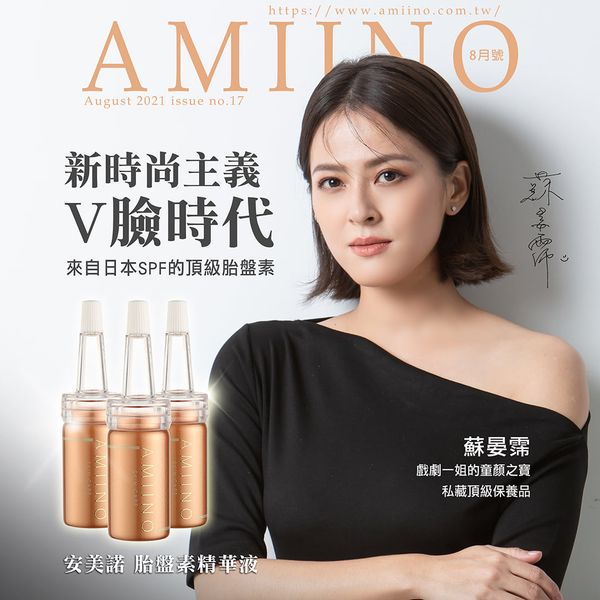 https://www.amiino.com.tw/
AMIINO
8月號
August 2021 issue no.17
新時尚主義
V臉時代
來自日本SPF的頂級胎盤素
AMIINO
AMIINO
AMIINO
蘇晏霈
戲劇一姐的童顏之寶
私藏頂級保養品
安美諾 胎盤素精華液